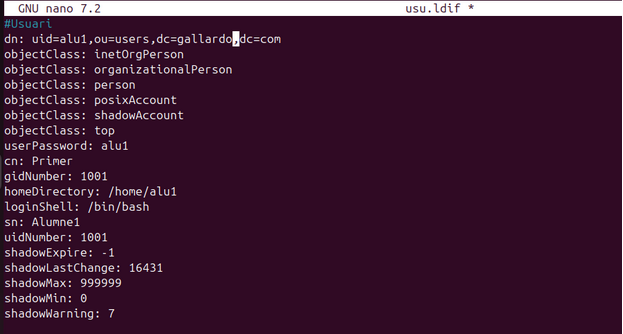 GNU nano 7.2 usu.ldif *
#Usuari
dn: uid=alu1,ou=users,dc=gallardo,dc=com
objectClass: inetOrgPerson
objectClass: organizationalPerson
objectClass: person
objectClass: posixAccount
objectClass: shadowAccount
objectClass: top
userPassword: alu1
cn: Primer
gidNumber: 1001
homeDirectory: /home/alu1
loginShell: /bin/bash
sn: Alumne1
uidNumber: 1001
shadowExpire: -1
shadowLastChange: 16431
shadowMax: 999999
shadowMin: 0
shadowWarning: 7